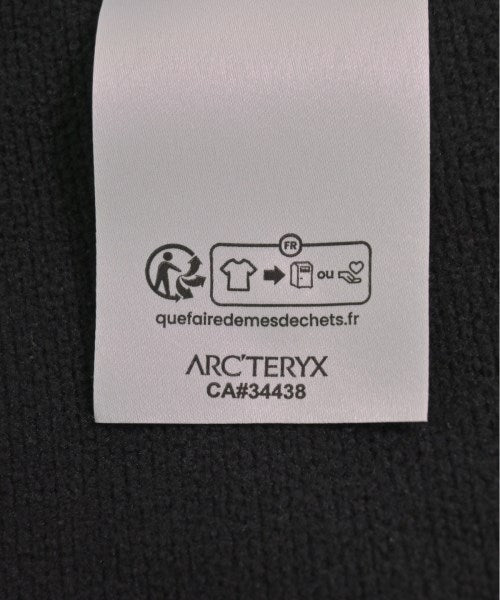 FR
ou
quefairedemesdechets.fr
ARC'TERYX
CA#34438